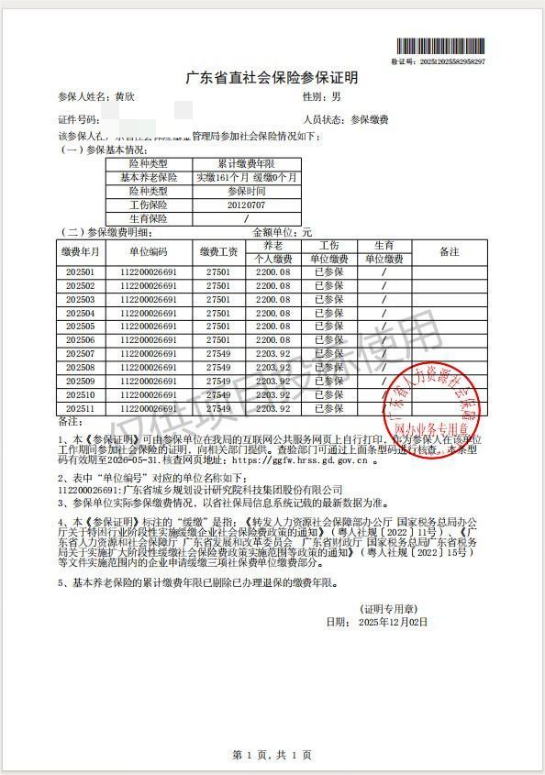 验证码：202512025582958297
广东省直社会保险参保证明
参保人姓名：黄欣 性别：男
证件号码： 人员状态：参保缴费
该参保人在 管理局参加社会保险情况如下：
（一）参保基本情况：
险种类型 累计缴费年限
基本养老保险 实缴161个月 缓缴0个月
险种类型 参保时间
工伤保险 20120707
生育保险 /
（二）参保缴费明细： 金额单位：元
缴费年月 单位编码 缴费工资 养老 工伤 生育 备注
个人缴费 单位缴费 单位缴费
202501 112200026691 27501 2200.08 已参保 /
202502 112200026691 27501 2200.08 已参保 /
202503 112200026691 27501 2200.08 已参保 /
202504 112200026691 27501 2200.08 已参保 /
202505 112200026691 27501 2200.08 已参保 /
202506 112200026691 27501 2200.08 已参保 /
202507 112200026691 27549 2203.92 已参保 /
202508 112200026691 27549 2203.92 已参保 /
202509 112200026691 27549 2203.92 已参保 /
202510 112200026691 27549 2203.92 已参保 /
202511 112200026691 27549 2203.92 已参保 /
仅供项目投标使用
广东省人力资源社会保障
网办业务专用章
备注：
1、本《参保证明》可由参保单位在我局的互联网公共服务网页上自行打印，作为参保人在该单位
工作期间参加社会保险的证明，向相关部门提供。查验部门可通过上面条型码进行核查，本条型
码有效期至2026-05-31.核查网页地址：https://ggfw.hrss.gd.gov.cn 。
2、表中“单位编号”对应的单位名称如下：
112200026691:广东省城乡规划设计研究院科技集团股份有限公司
3、参保单位实际参保缴费情况，以省社保局信息系统记载的最新数据为准。
4、本《参保证明》标注的“缓缴”是指：《转发人力资源社会保障部办公厅 国家税务总局办公
厅关于特困行业阶段性实施缓缴企业社会保险费政策的通知》（粤人社规〔2022〕11号）、《广
东省人力资源和社会保障厅 广东省发展和改革委员会 广东省财政厅 国家税务总局广东省税务
局关于实施扩大阶段性缓缴社会保险费政策实施范围等政策的通知》（粤人社规〔2022〕15号）
等文件实施范围内的企业申请缓缴三项社保费单位缴费部分。
5、基本养老保险的累计缴费年限已剔除已办理退保的缴费年限。
（证明专用章）
日期： 2025年12月02日
第 1 页，共 1 页